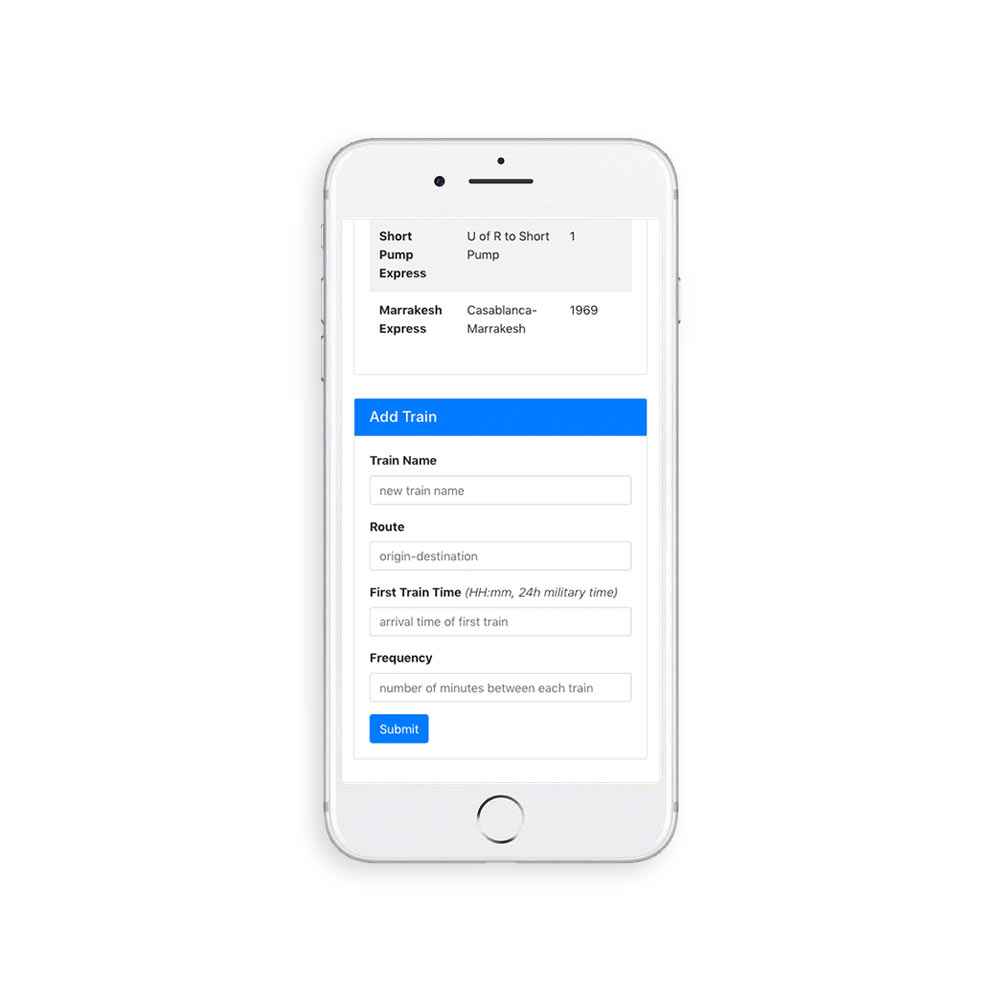 Short U of R to Short 1
Pump Pump
Express
Marrakesh Casablanca- 1969
Express Marrakesh
Add Train
Train Name
new train name
Route
origin-destination
First Train Time (HH:mm, 24h military time)
arrival time of first train
Frequency
number of minutes between each train
Submit